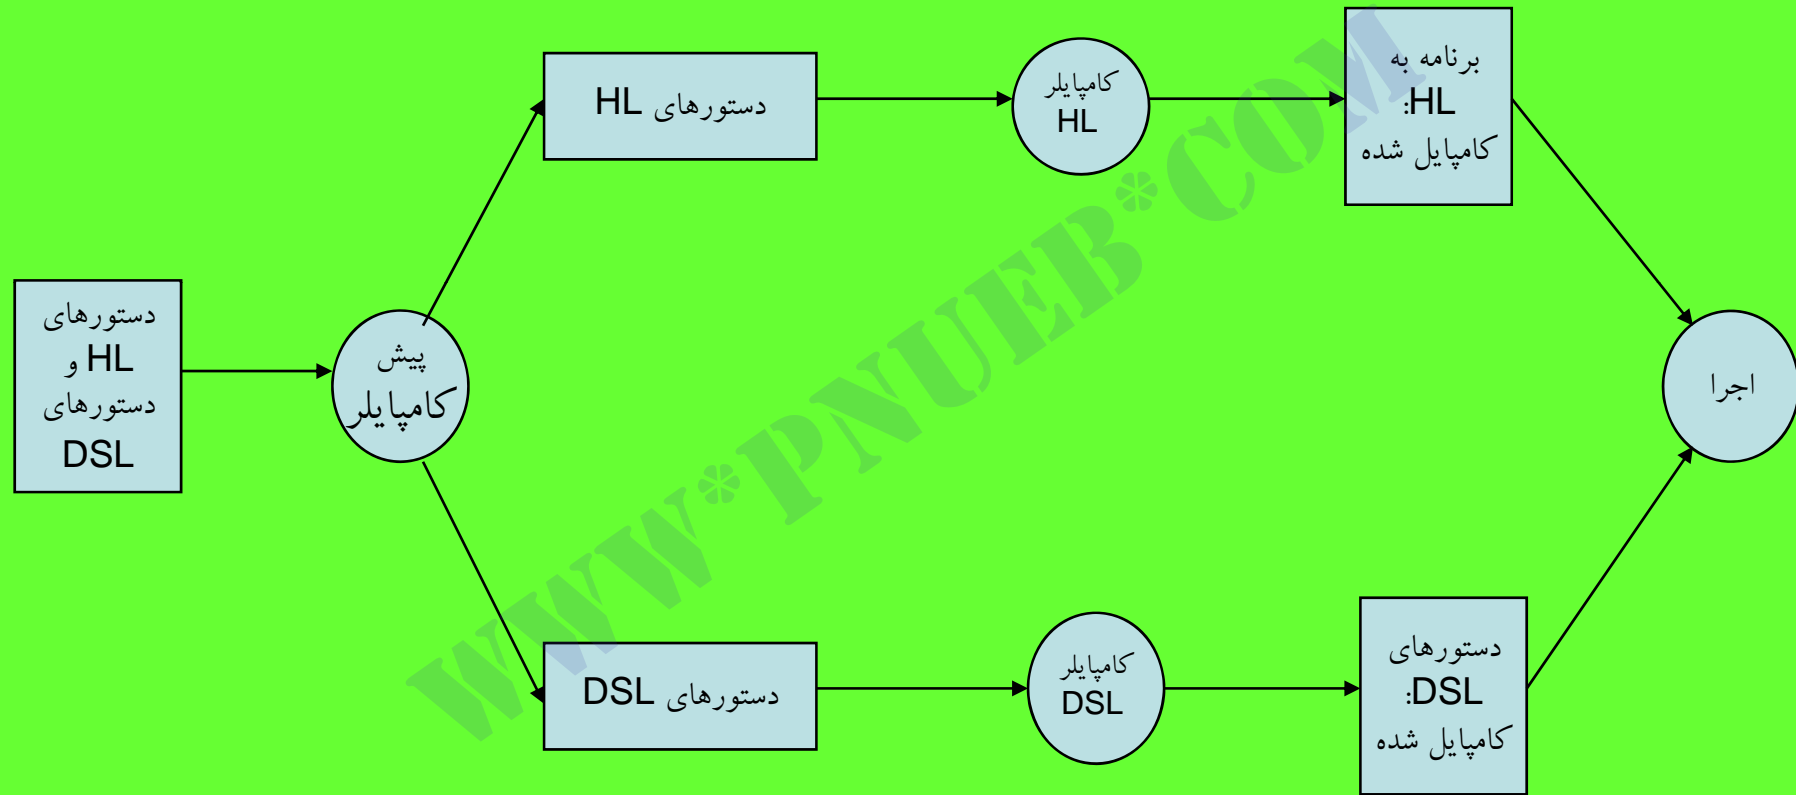 دستورهای
HL و
دستورهای
DSL
پیش
کامپایلر
دستورهای HL
کامپایلر
HL
برنامه به
HL:
کامپایل شده
دستورهای DSL
کامپایلر
DSL
دستورهای
DSL:
کامپایل شده
اجرا
WWW*PNUEB*COM